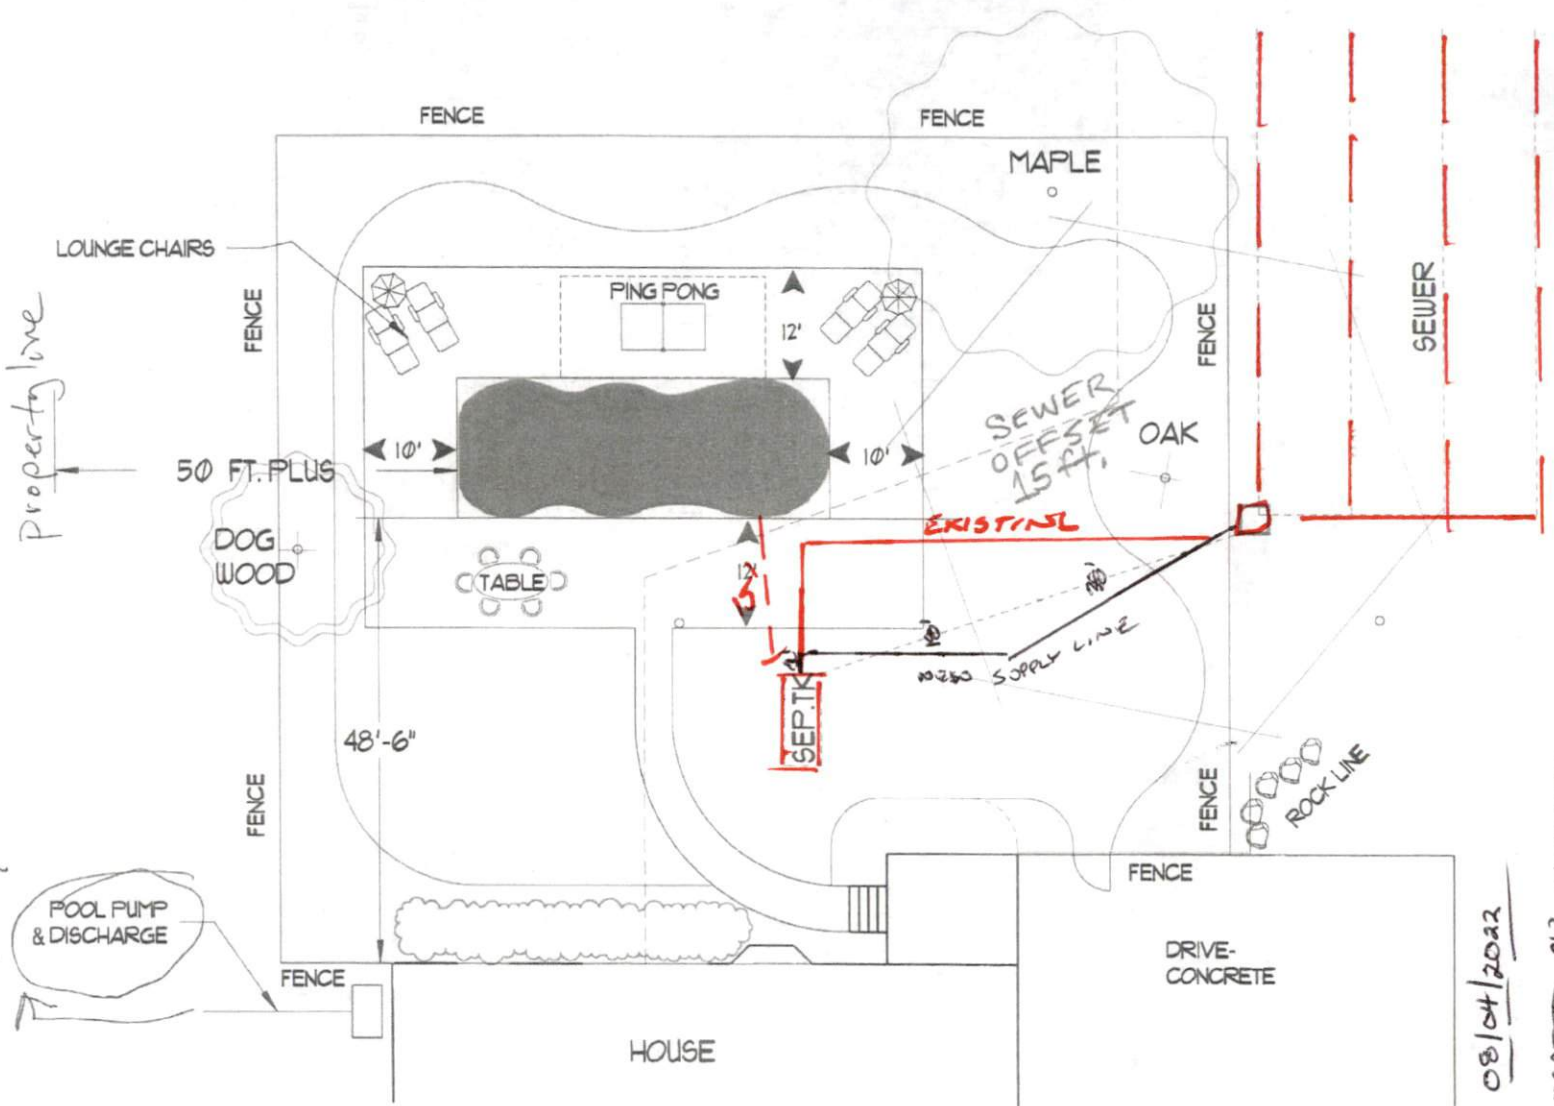 FENCE
FENCE
MAPLE
LOUNGE CHAIRS
FENCE
PING PONG
12'
FENCE
SEWER
Property line
SEWER
OFFSET
15 ft.
OAK
10'
10'
50 FT. PLUS
EXISTING
DOG
WOOD
TABLE
12'
SUPPLY LINE
SEP.TK
48'-6"
FENCE
FENCE
ROCK LINE
FENCE
POOL PUMP
& DISCHARGE
FENCE
DRIVE-
CONCRETE
HOUSE
08/04/2022